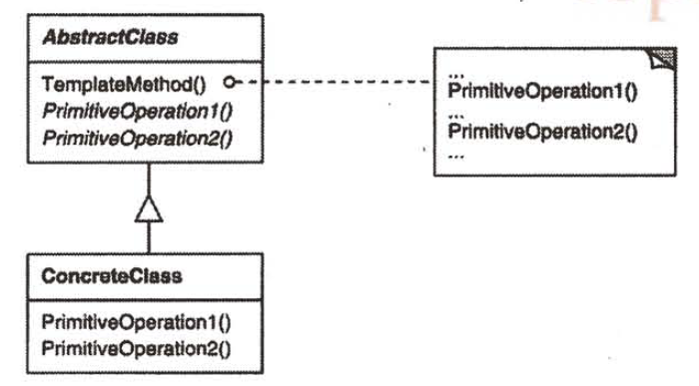 AbstractClass
TemplateMethod()
PrimitiveOperation1()
PrimitiveOperation2()
...
PrimitiveOperation1()
...
PrimitiveOperation2()
...
ConcreteClass
PrimitiveOperation1()
PrimitiveOperation2()